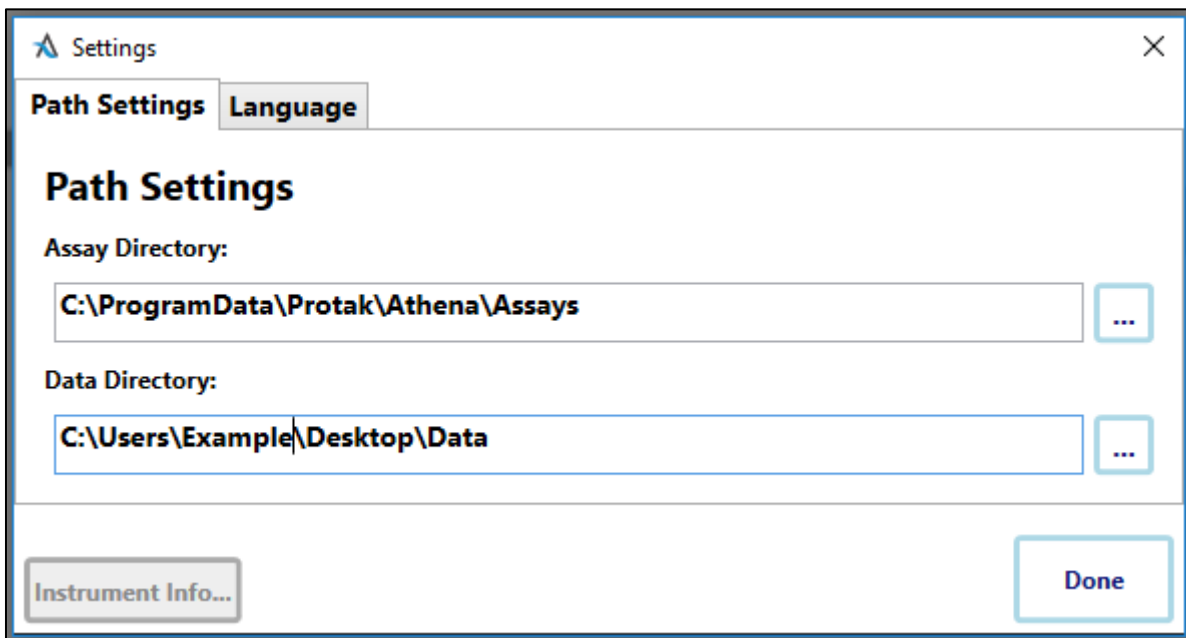 Settings
Path Settings Language
Path Settings
Assay Directory:
C:\ProgramData\Protak\Athena\Assays
...
Data Directory:
C:\Users\Example\Desktop\Data
...
Instrument Info...
Done